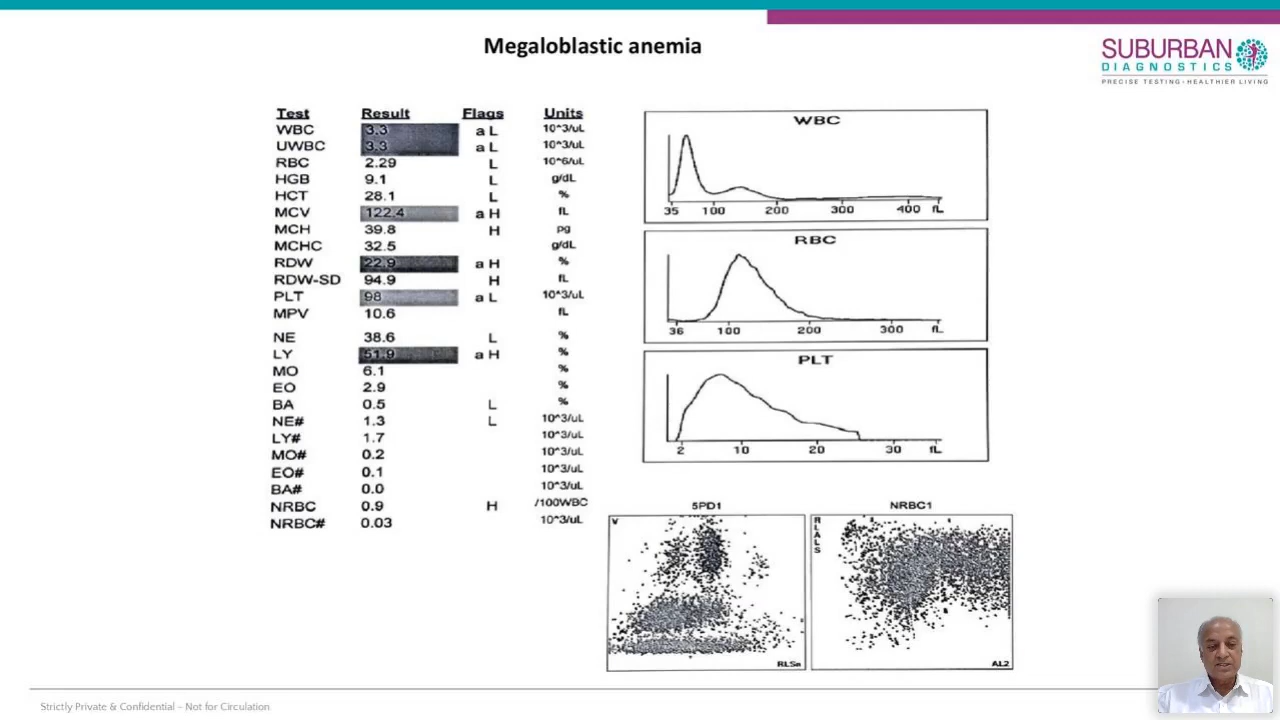 Megaloblastic anemia
SUBURBAN
DIAGNOSTICS
PRECISE TESTING • HEALTHIER LIVING
Test Result Flags Units
WBC 3.3 a L 10^3/uL
UWBC 3.3 a L 10^3/uL
RBC 2.29 L 10^6/uL
HGB 9.1 L g/dL
HCT 28.1 L %
MCV 122.4 a H fL
MCH 39.8 H pg
MCHC 32.5 g/dL
RDW 22.9 a H %
RDW-SD 94.9 H fL
PLT 98 a L 10^3/uL
MPV 10.6 fL
NE 38.6 L %
LY 51.9 a H %
MO 6.1 %
EO 2.9 %
BA 0.5 L %
NE# 1.3 L 10^3/uL
LY# 1.7 10^3/uL
MO# 0.2 10^3/uL
EO# 0.1 10^3/uL
BA# 0.0 10^3/uL
NRBC 0.9 H /100WBC
NRBC# 0.03 10^3/uL
WBC
35 100 200 300 400 fL
RBC
36 100 200 300 fL
PLT
2 10 20 30 fL
5PD1
V
RLSn
NRBC1
RLALS
AL2
Strictly Private & Confidential – Not for Circulation